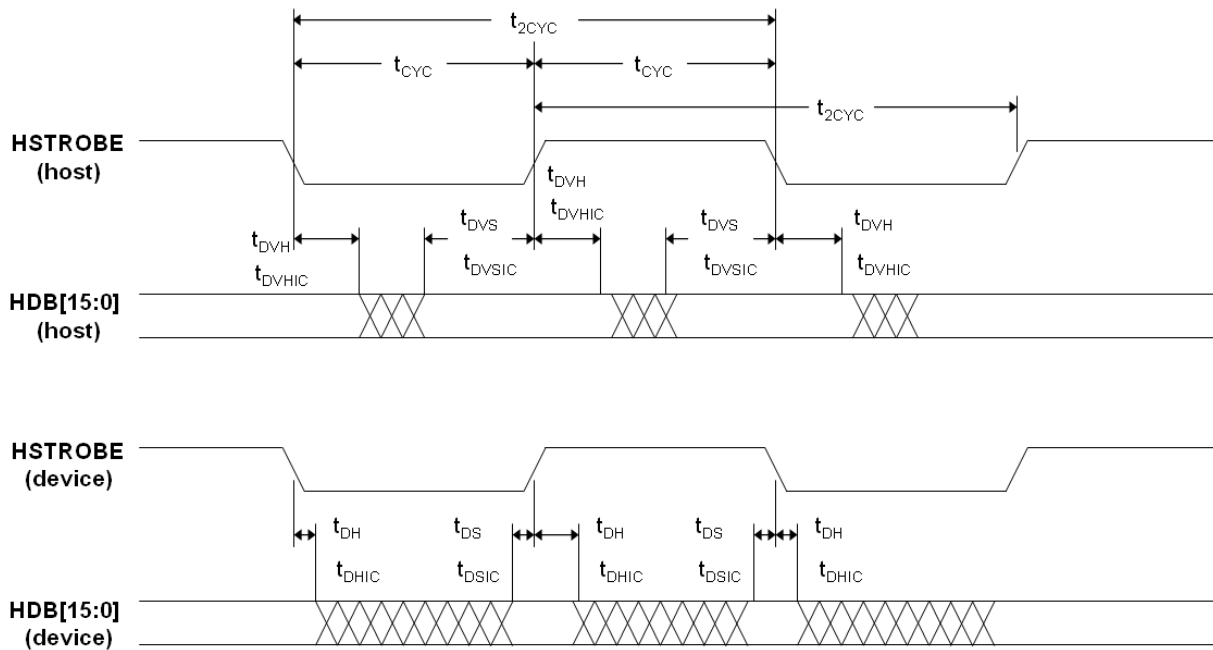 t2CYC
tCYC tCYC
t2CYC
HSTROBE
(host)
tDVH
tDVHIC
tDVS tDVS
tDVH tDVH
tDVSIC tDVSIC tDVHIC
tDVHIC
HDB[15:0]
(host)
HSTROBE
(device)
tDH tDS tDH tDS tDH
tDHIC tDSIC tDHIC tDSIC tDHIC
HDB[15:0]
(device)